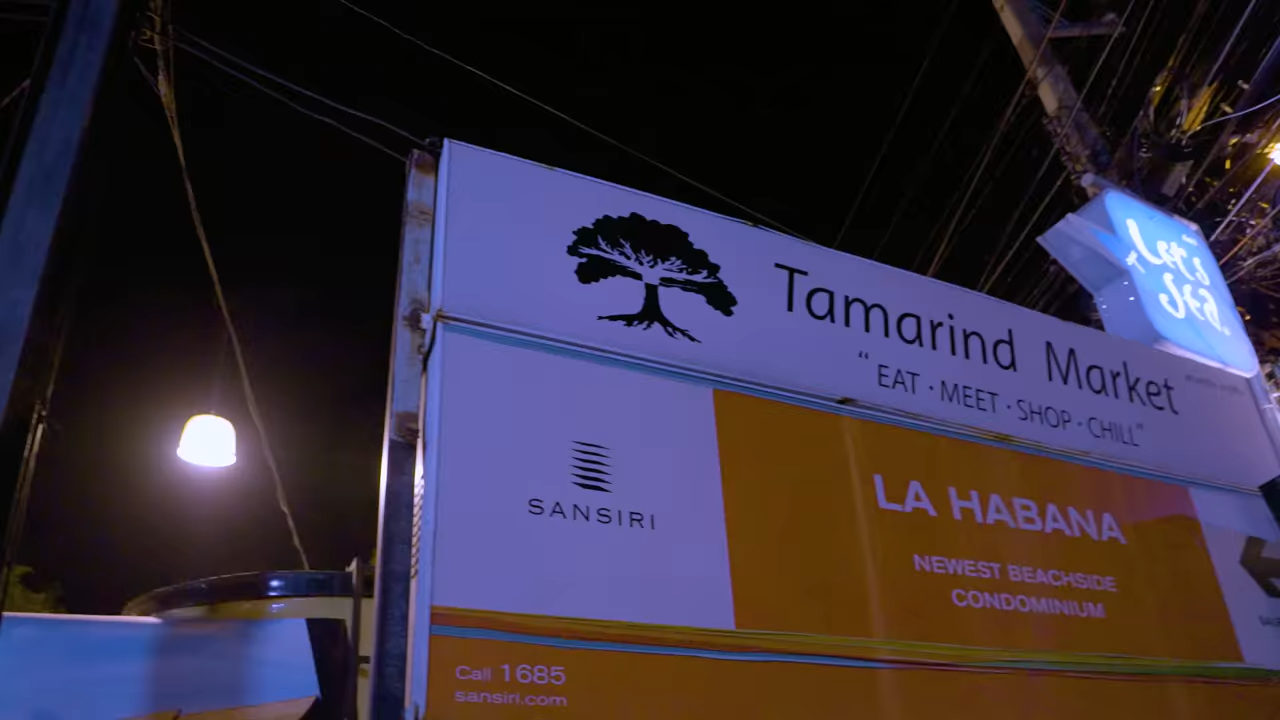 Tamarind Market
“ EAT · MEET · SHOP · CHILL”
Let's
Sea.
SANSIRI
LA HABANA
NEWEST BEACHSIDE
CONDOMINIUM
Call 1685
sansiri.com